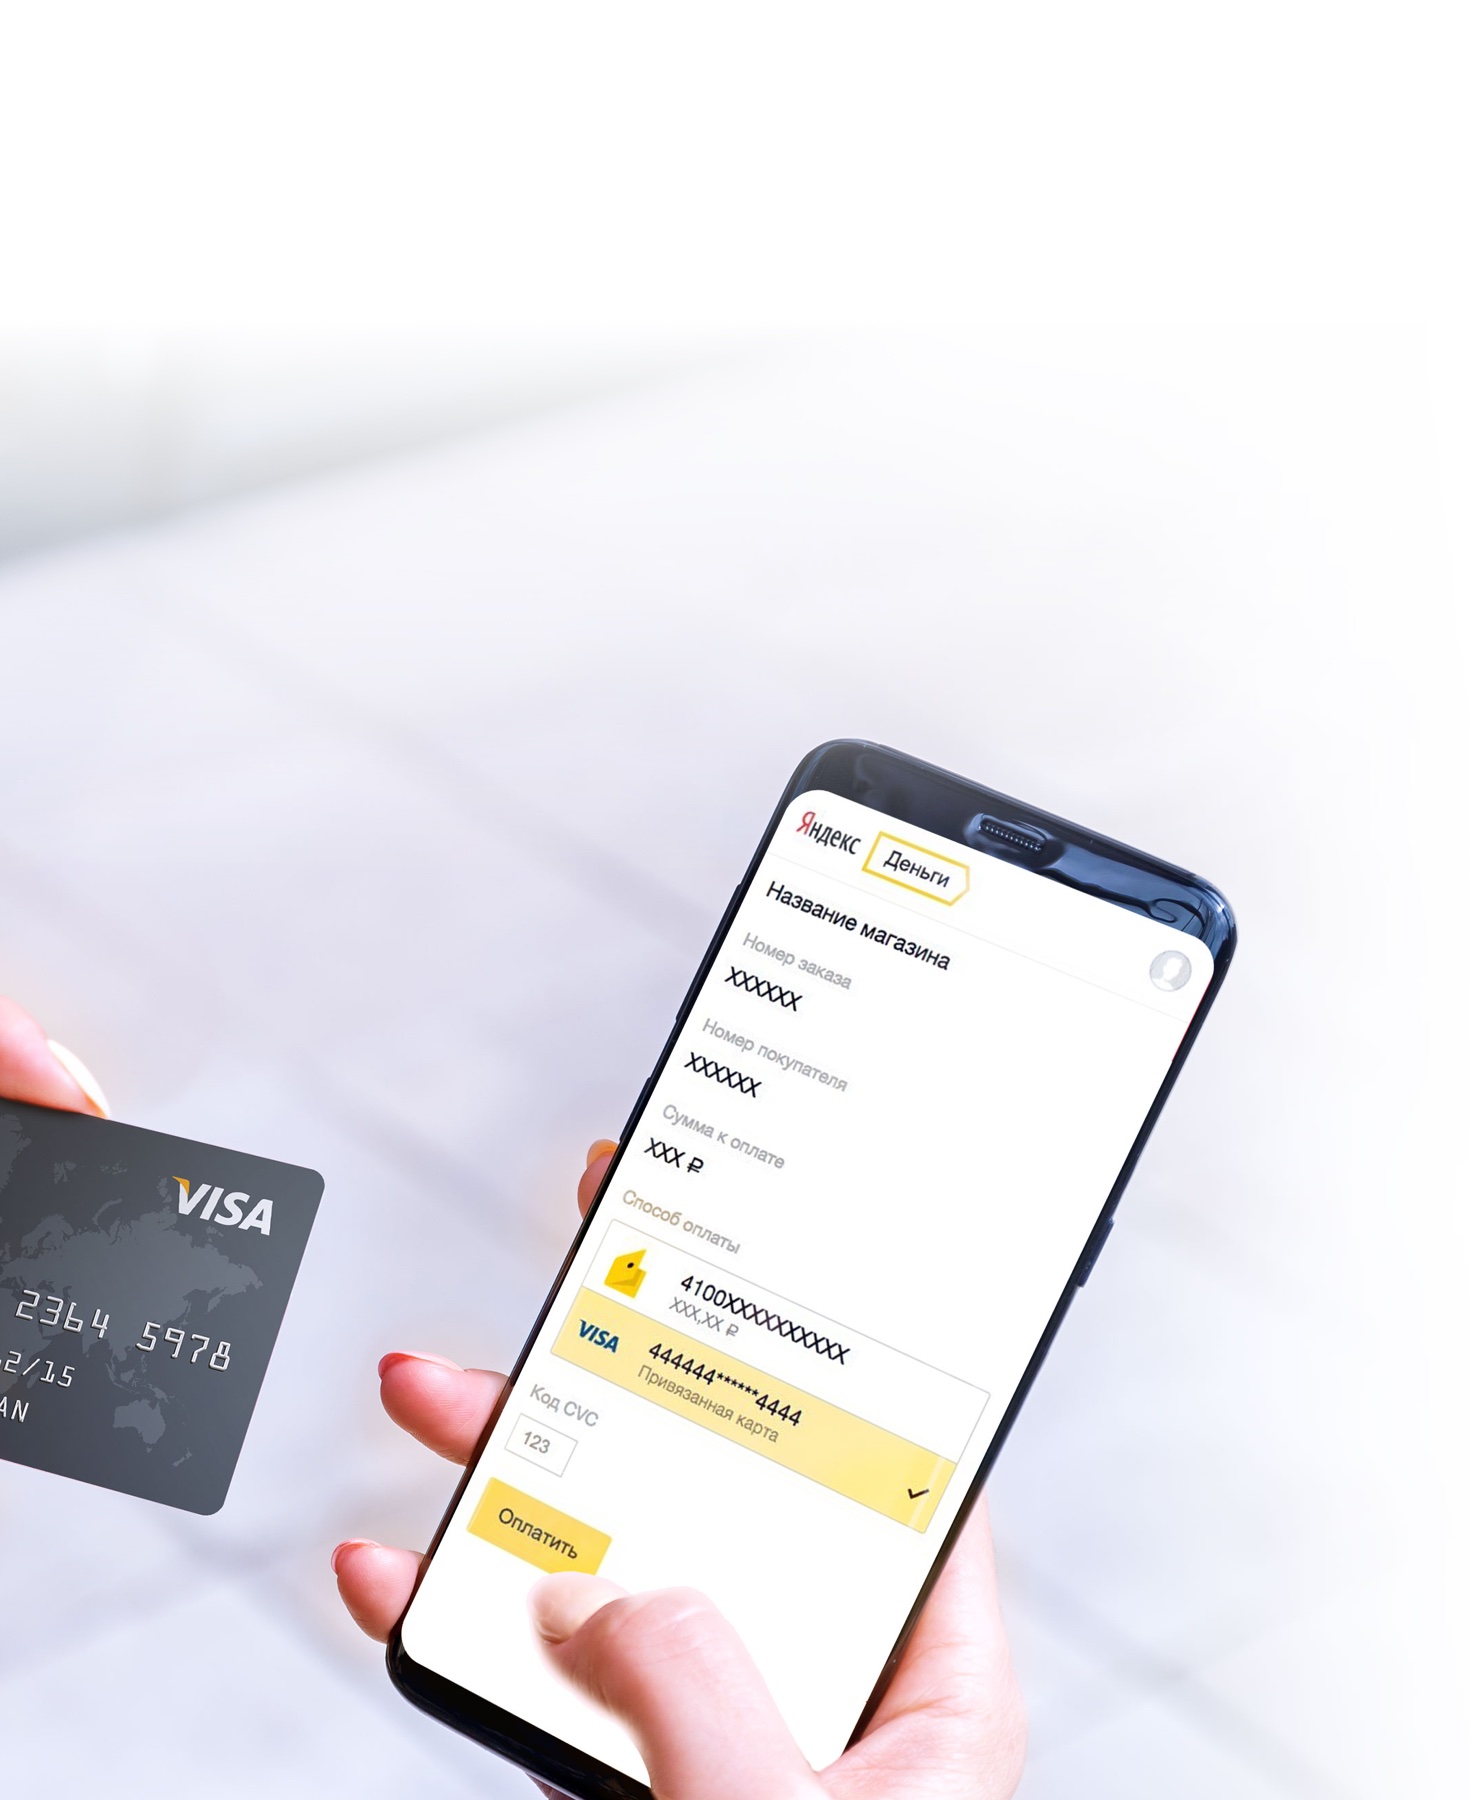 VISA
2364 5978
2/15
AN
Яндекс Деньги
Название магазина
Номер заказа
XXXXXX
Номер покупателя
XXXXXX
Сумма к оплате
XXX ₽
Способ оплаты
4100XXXXXXXXXXX
XXX,XX ₽
VISA 444444******4444
Привязанная карта
Код CVC
123
Оплатить